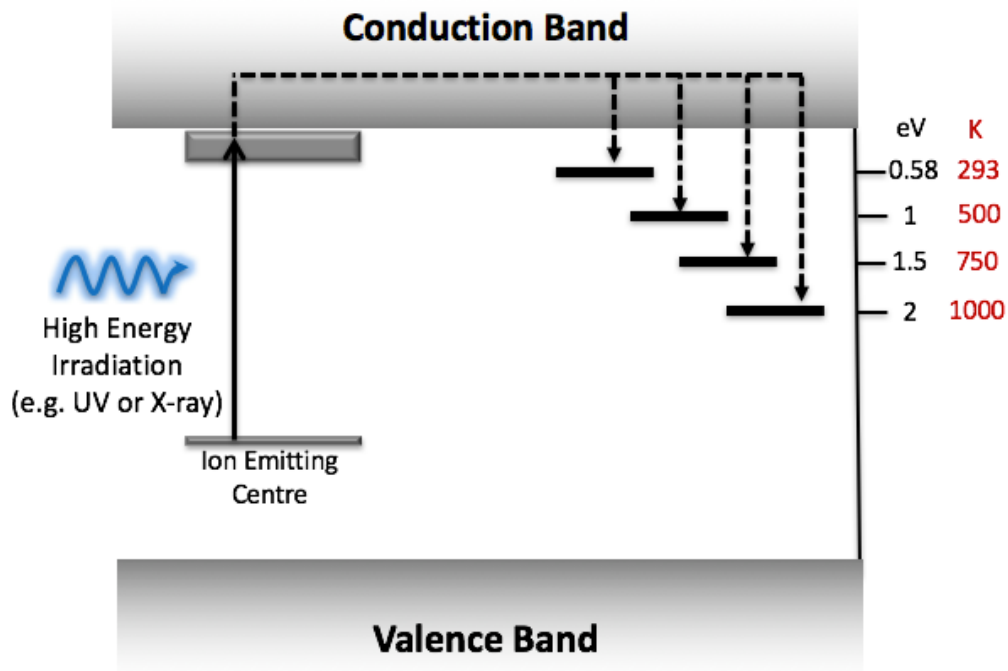 Conduction Band
eV K
0.58 293
1 500
1.5 750
2 1000
High Energy
Irradiation
(e.g. UV or X-ray)
Ion Emitting
Centre
Valence Band